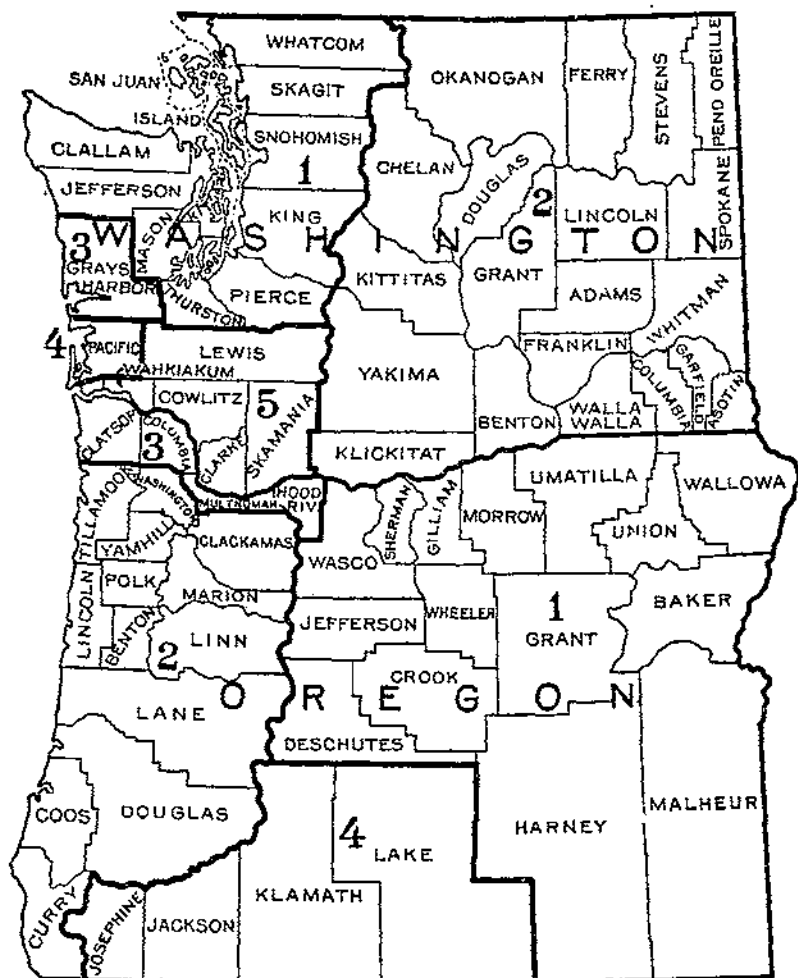 WHATCOM
SAN JUAN
SKAGIT
ISLAND
SNOHOMISH
1
CLALLAM
JEFFERSON
KING
MASON
3
GRAYS
HARBOR
THURSTON
PIERCE
OKANOGAN
FERRY
STEVENS
PEND OREILLE
CHELAN
DOUGLAS
2
LINCOLN
SPOKANE
WASHINGTON
KITTITAS
GRANT
ADAMS
WHITMAN
4
PACIFIC
LEWIS
WAHKIAKUM
COWLITZ
5
SKAMANIA
CLARKE
YAKIMA
FRANKLIN
BENTON
WALLA
WALLA
COLUMBIA
GARFIELD
ASOTIN
KLICKITAT
CLATSOP
COLUMBIA
3
TILLAMOOK
WASHINGTON
MULTNOMAH
HOOD
RIV
YAMHILL
CLACKAMAS
WASCO
SHERMAN
GILLIAM
MORROW
UMATILLA
UNION
WALLOWA
LINCOLN
POLK
MARION
BENTON
LINN
2
JEFFERSON
WHEELER
1
GRANT
BAKER
CROOK
OREGON
LANE
DESCHUTES
COOS
DOUGLAS
CURRY
JOSEPHINE
JACKSON
KLAMATH
4
LAKE
HARNEY
MALHEUR